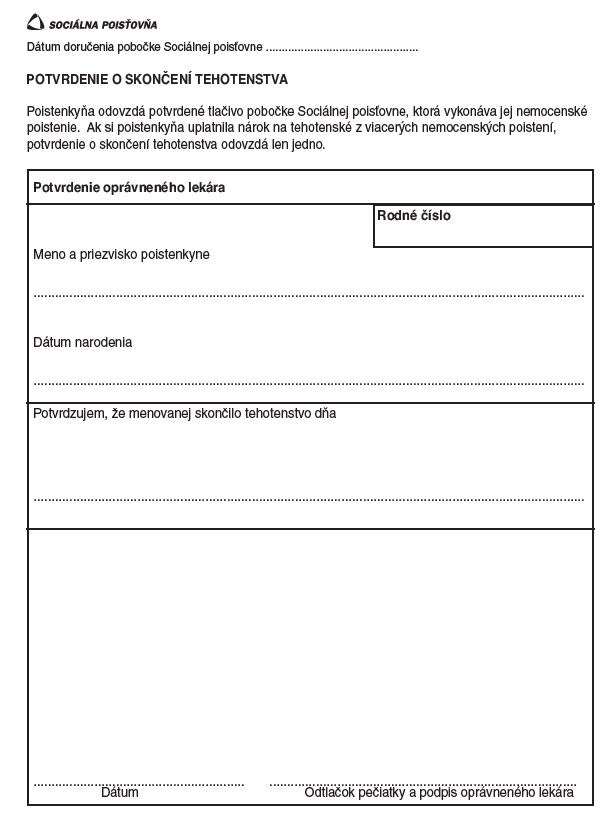 SOCIÁLNA POISŤOVŇA
Dátum doručenia pobočke Sociálnej poisťovne ................................................
POTVRDENIE O SKONČENÍ TEHOTENSTVA
Poistenkyňa odovzdá potvrdené tlačivo pobočke Sociálnej poisťovne, ktorá vykonáva jej nemocenské
poistenie. Ak si poistenkyňa uplatnila nárok na tehotenské z viacerých nemocenských poistení,
potvrdenie o skončení tehotenstva odovzdá len jedno.
Potvrdenie oprávneného lekára
Rodné číslo
Meno a priezvisko poistenkyne
Dátum narodenia
Potvrdzujem, že menovanej skončilo tehotenstvo dňa
Dátum
Odtlačok pečiatky a podpis oprávneného lekára